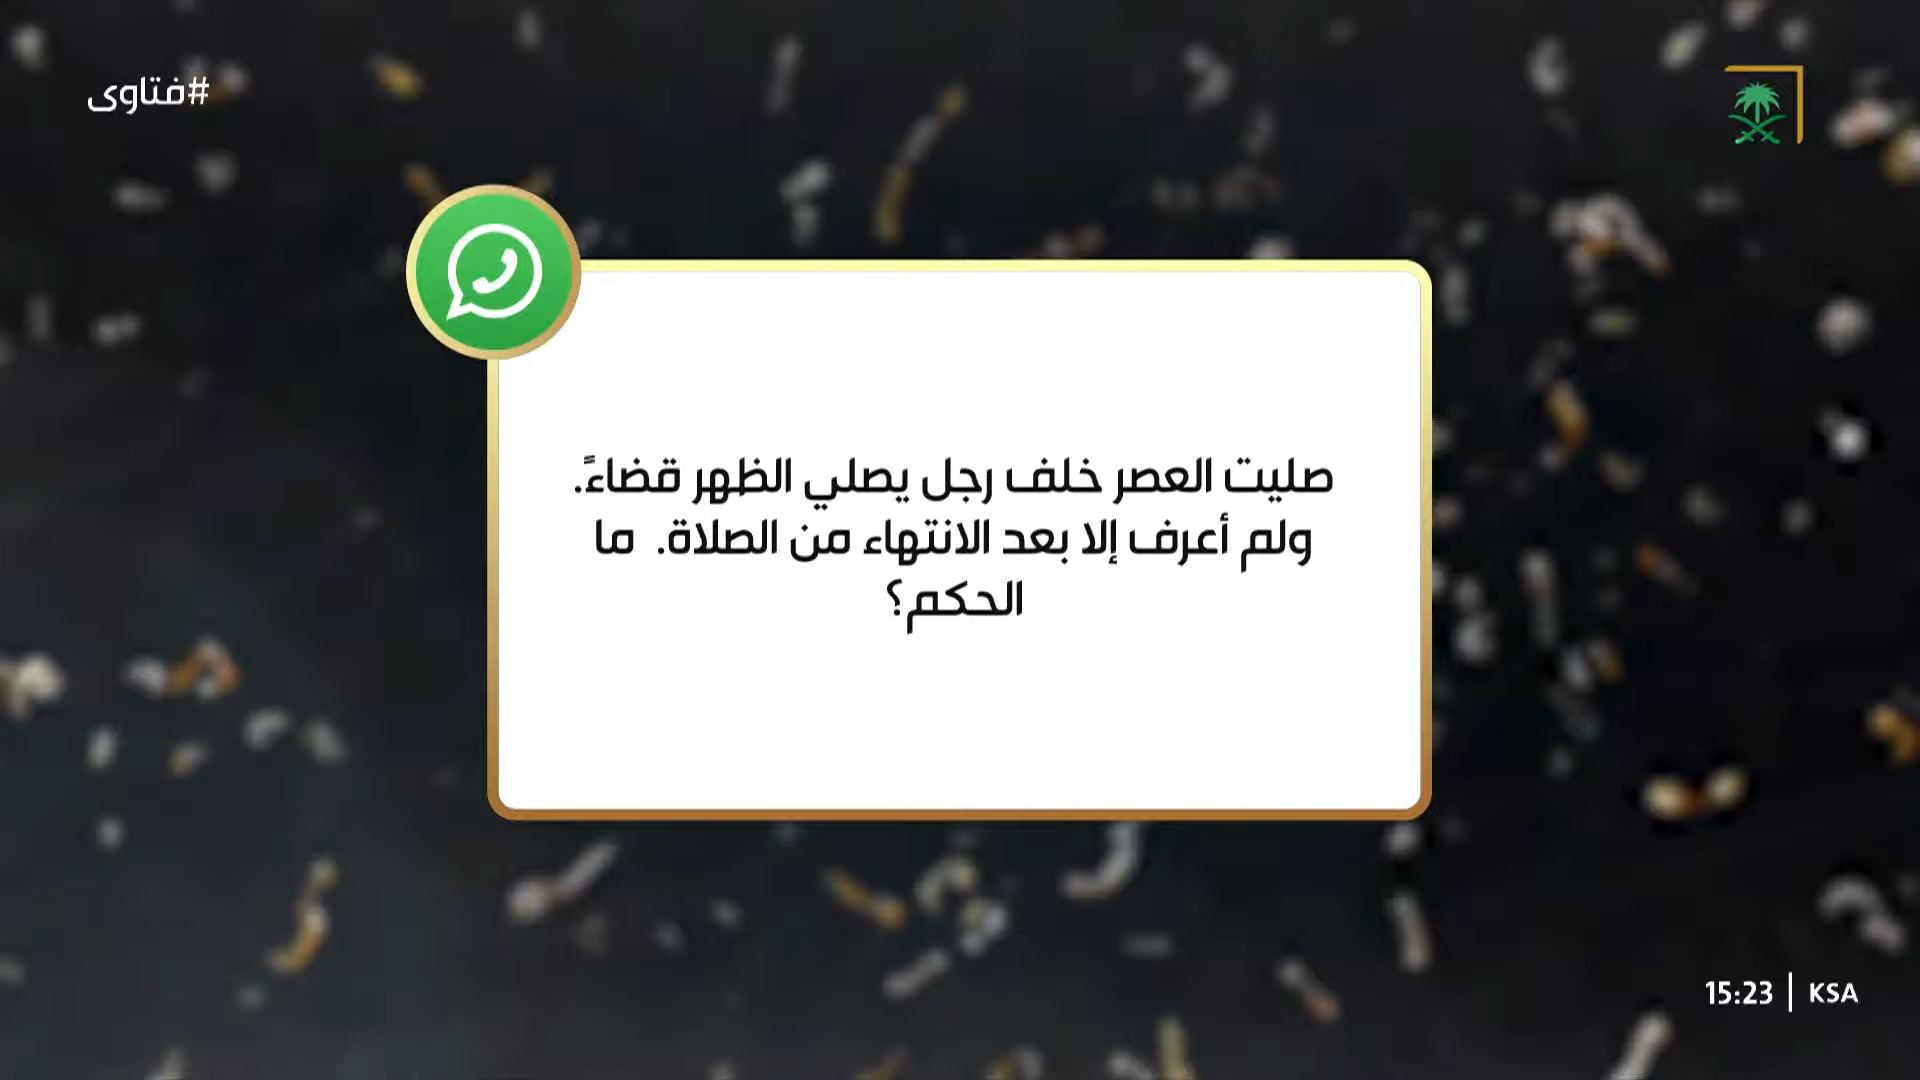 #فتاوى
صليت العصر خلف رجل يصلي الظهر قضاءً.
ولم أعرف إلا بعد الانتهاء من الصلاة. ما
الحكم؟
15:23 | KSA